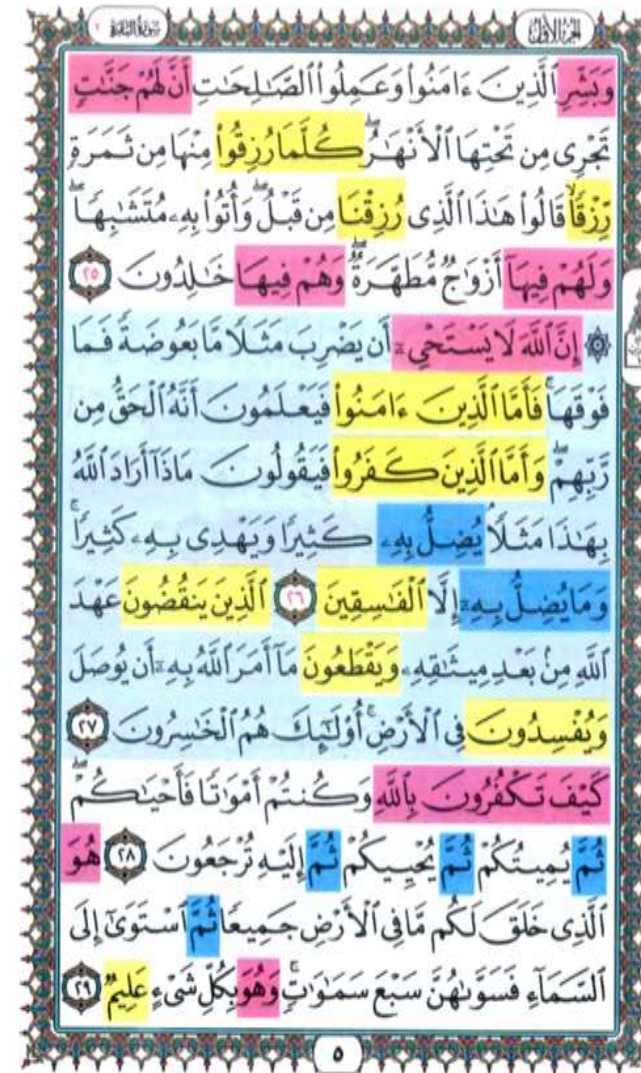 الجزء الأول سورة البقرة ٢
وَبَشِّرِ ٱلَّذِينَ ءَامَنُوا۟ وَعَمِلُوا۟ ٱلصَّـٰلِحَـٰتِ أَنَّ لَهُمْ جَنَّـٰتٍ
تَجْرِى مِن تَحْتِهَا ٱلْأَنْهَـٰرُ ۖ كُلَّمَا رُزِقُوا۟ مِنْهَا مِن ثَمَرَةٍ
رِّزْقًا ۙ قَالُوا۟ هَـٰذَا ٱلَّذِى رُزِقْنَا مِن قَبْلُ ۖ وَأُتُوا۟ بِهِۦ مُتَشَـٰبِهًا ۖ
وَلَهُمْ فِيهَآ أَزْوَٰجٌ مُّطَهَّرَةٌ ۖ وَهُمْ فِيهَا خَـٰلِدُونَ ٢٥
۞ إِنَّ ٱللَّهَ لَا يَسْتَحْىِۦٓ أَن يَضْرِبَ مَثَلًا مَّا بَعُوضَةً فَمَا
فَوْقَهَا ۚ فَأَمَّا ٱلَّذِينَ ءَامَنُوا۟ فَيَعْلَمُونَ أَنَّهُ ٱلْحَقُّ مِن
رَّبِّهِمْ ۖ وَأَمَّا ٱلَّذِينَ كَفَرُوا۟ فَيَقُولُونَ مَاذَآ أَرَادَ ٱللَّهُ
بِهَـٰذَا مَثَلًا ۘ يُضِلُّ بِهِۦ كَثِيرًا وَيَهْدِى بِهِۦ كَثِيرًا ۚ
وَمَا يُضِلُّ بِهِۦٓ إِلَّا ٱلْفَـٰسِقِينَ ٢٦ ٱلَّذِينَ يَنقُضُونَ عَهْدَ
ٱللَّهِ مِنۢ بَعْدِ مِيثَـٰقِهِۦ وَيَقْطَعُونَ مَآ أَمَرَ ٱللَّهُ بِهِۦٓ أَن يُوصَلَ
وَيُفْسِدُونَ فِى ٱلْأَرْضِ ۚ أُو۟لَـٰٓئِكَ هُمُ ٱلْخَـٰسِرُونَ ٢٧
كَيْفَ تَكْفُرُونَ بِٱللَّهِ وَكُنتُمْ أَمْوَٰتًا فَأَحْيَـٰكُمْ ۖ
ثُمَّ يُمِيتُكُمْ ثُمَّ يُحْيِيكُمْ ثُمَّ إِلَيْهِ تُرْجَعُونَ ٢٨ هُوَ
ٱلَّذِى خَلَقَ لَكُم مَّا فِى ٱلْأَرْضِ جَمِيعًا ثُمَّ ٱسْتَوَىٰٓ إِلَى
ٱلسَّمَآءِ فَسَوَّىٰهُنَّ سَبْعَ سَمَـٰوَٰتٍ ۚ وَهُوَ بِكُلِّ شَىْءٍ عَلِيمٌ ٢٩
٥